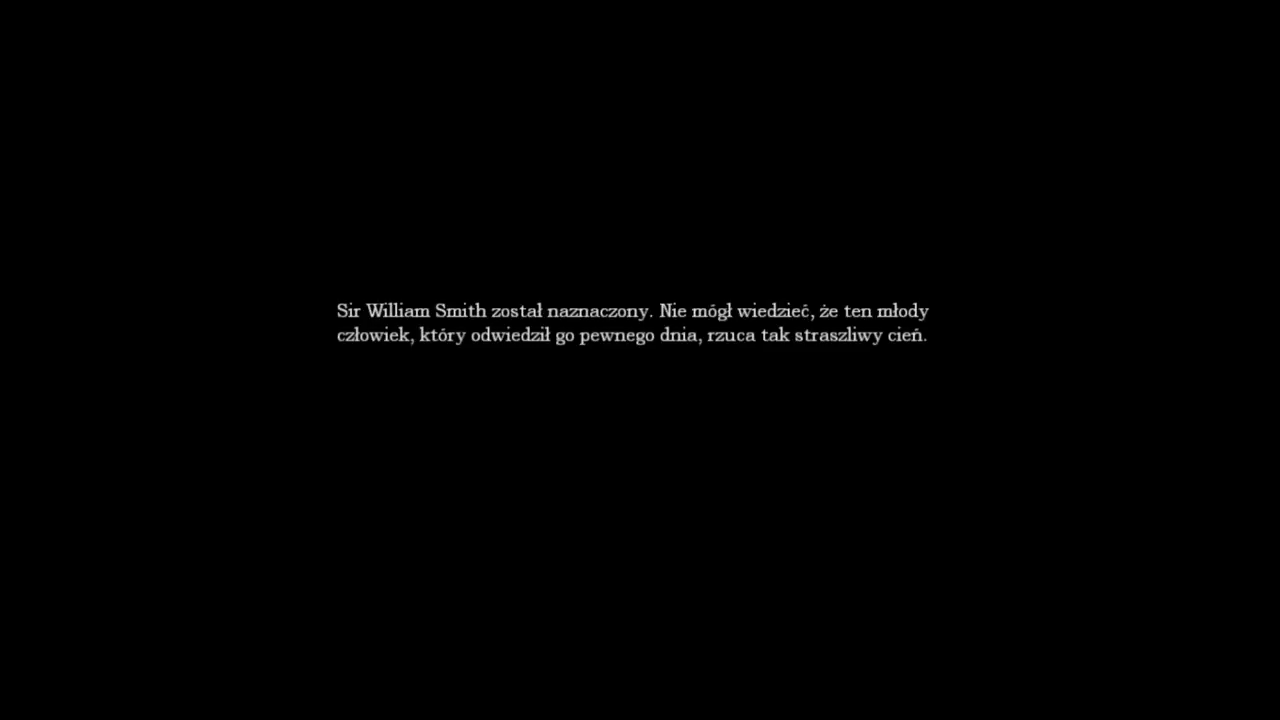 Sir William Smith został naznaczony. Nie mógł wiedzieć, że ten młody
człowiek, który odwiedził go pewnego dnia, rzuca tak straszliwy cień.